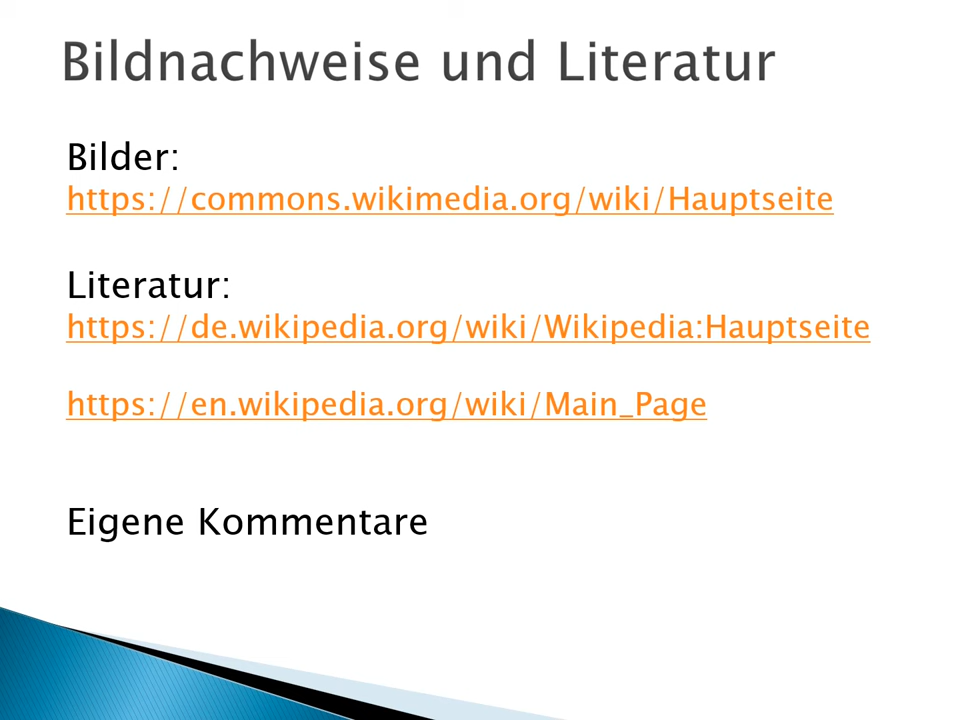 Bildnachweise und Literatur
Bilder:
https://commons.wikimedia.org/wiki/Hauptseite
Literatur:
https://de.wikipedia.org/wiki/Wikipedia:Hauptseite
https://en.wikipedia.org/wiki/Main_Page
Eigene Kommentare